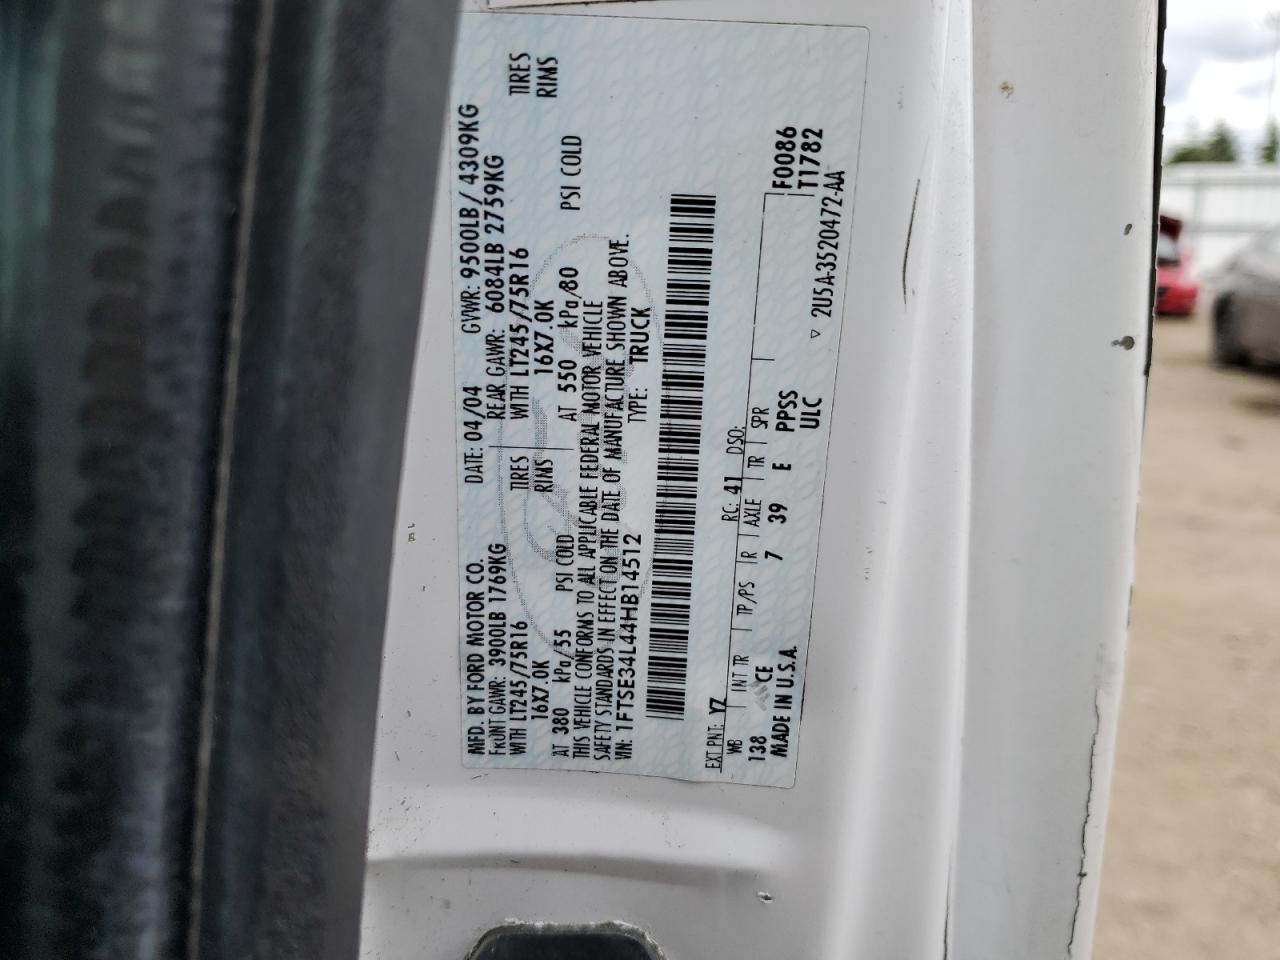 MFD. BY FORD MOTOR CO.
DATE: 04/04 GVWR: 9500LB/ 4309KG
FRONT GAWR: 3900LB 1769KG REAR GAWR: 6084LB 2759KG
WITH LT245/75R16 TIRES WITH LT245/75R16 TIRES
16X7.0K RIMS 16X7.0K RIMS
AT 380 kPa/55 PSI COLD AT 550 kPa/80 PSI COLD
THIS VEHICLE CONFORMS TO ALL APPLICABLE FEDERAL MOTOR VEHICLE
SAFETY STANDARDS IN EFFECT ON THE DATE OF MANUFACTURE SHOWN ABOVE.
VIN: 1FTSE34L44HB14512 TYPE: TRUCK
EXT PNT: YZ RC: 41 DSO:
WB INT TR TP/PS R AXLE TR SPR
138 CE 7 39 E PPSS F0086
MADE IN U.S.A. ULC T1782
▽ 2U5A-3520472-AA